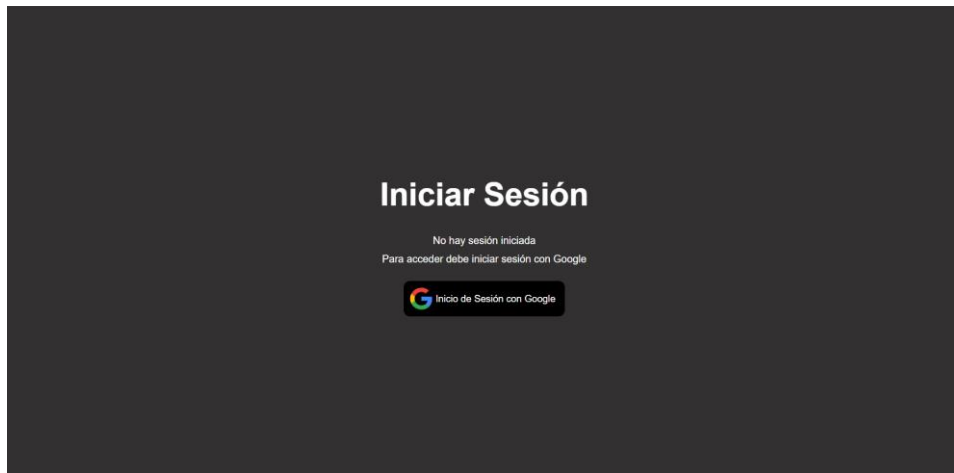 Iniciar Sesión
No hay sesión iniciada
Para acceder debe iniciar sesión con Google
Inicio de Sesión con Google